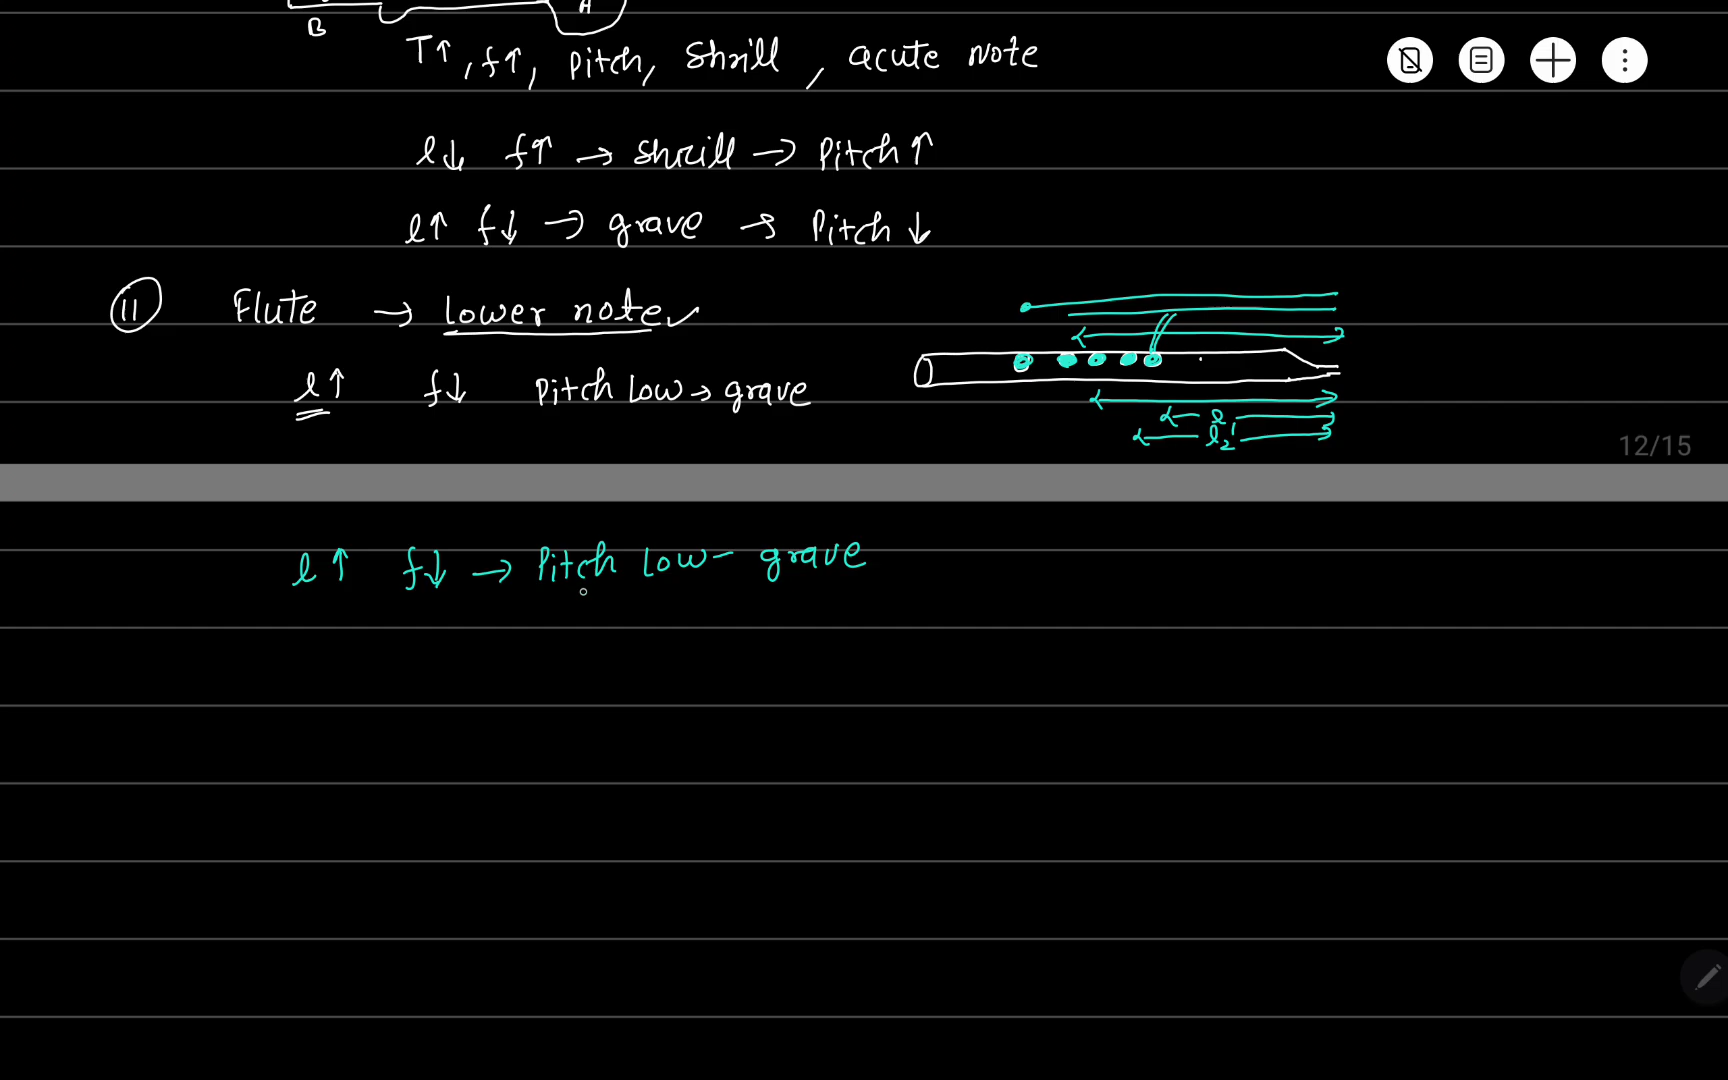 B A
T↑, f↑, pitch, shrill, acute note
l↓ f↑ → shrill → Pitch↑
l↑ f↓ → grave → Pitch↓
(11) Flute → lower note ✓
l↑ f↓ Pitch Low → grave
l1
l2
12/15
l↑ f↓ → Pitch Low - grave